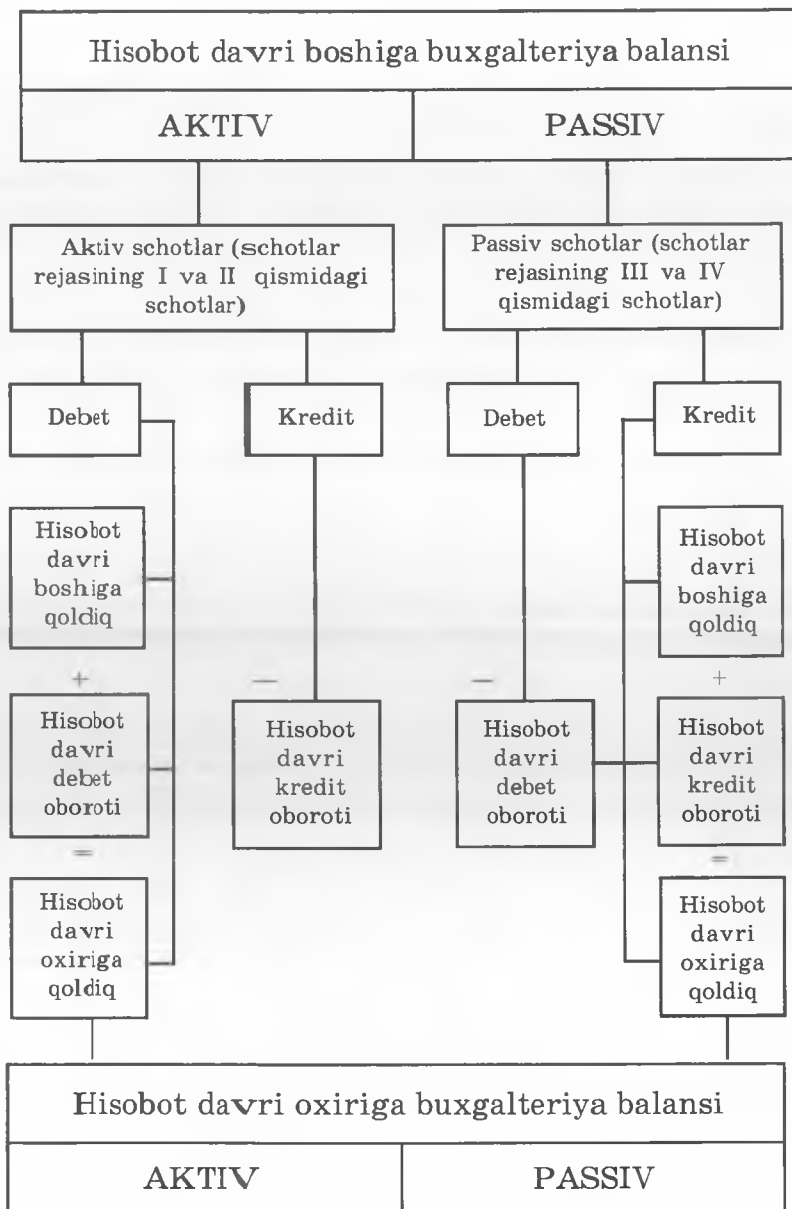 Hisobot davri boshiga buxgalteriya balansi
AKTIV
PASSIV
Aktiv schotlar (schotlar
rejasining I va II qismidagi
schotlar)
Passiv schotlar (schotlar
rejasining III va IV
qismidagi schotlar)
Debet
Kredit
Debet
Kredit
Hisobot
davri
boshiga
qoldiq
Hisobot
davri
boshiga
qoldiq
+
—
—
+
Hisobot
davri
debet
oboroti
Hisobot
davri
kredit
oboroti
Hisobot
davri
debet
oboroti
Hisobot
davri
kredit
oboroti
=
=
Hisobot
davri
oxiriga
qoldiq
Hisobot
davri
oxiriga
qoldiq
Hisobot davri oxiriga buxgalteriya balansi
AKTIV
PASSIV